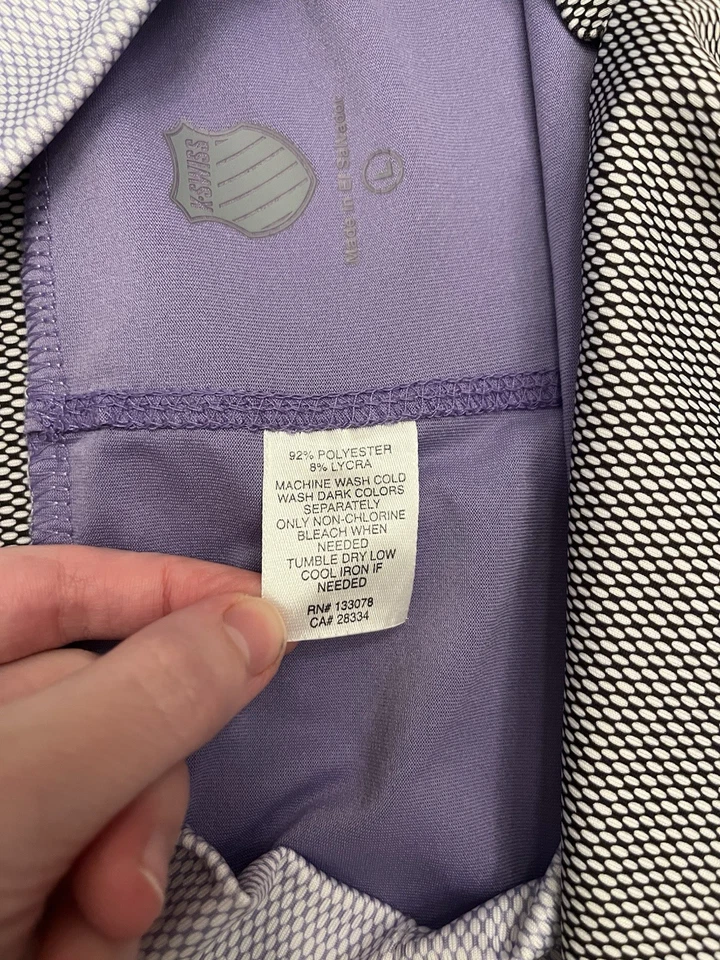 K·SWISS
Made in El Salvador
L
92% POLYESTER
8% LYCRA
MACHINE WASH COLD
WASH DARK COLORS
SEPARATELY
ONLY NON-CHLORINE
BLEACH WHEN
NEEDED
TUMBLE DRY LOW
COOL IRON IF
NEEDED
RN# 133078
CA# 28334